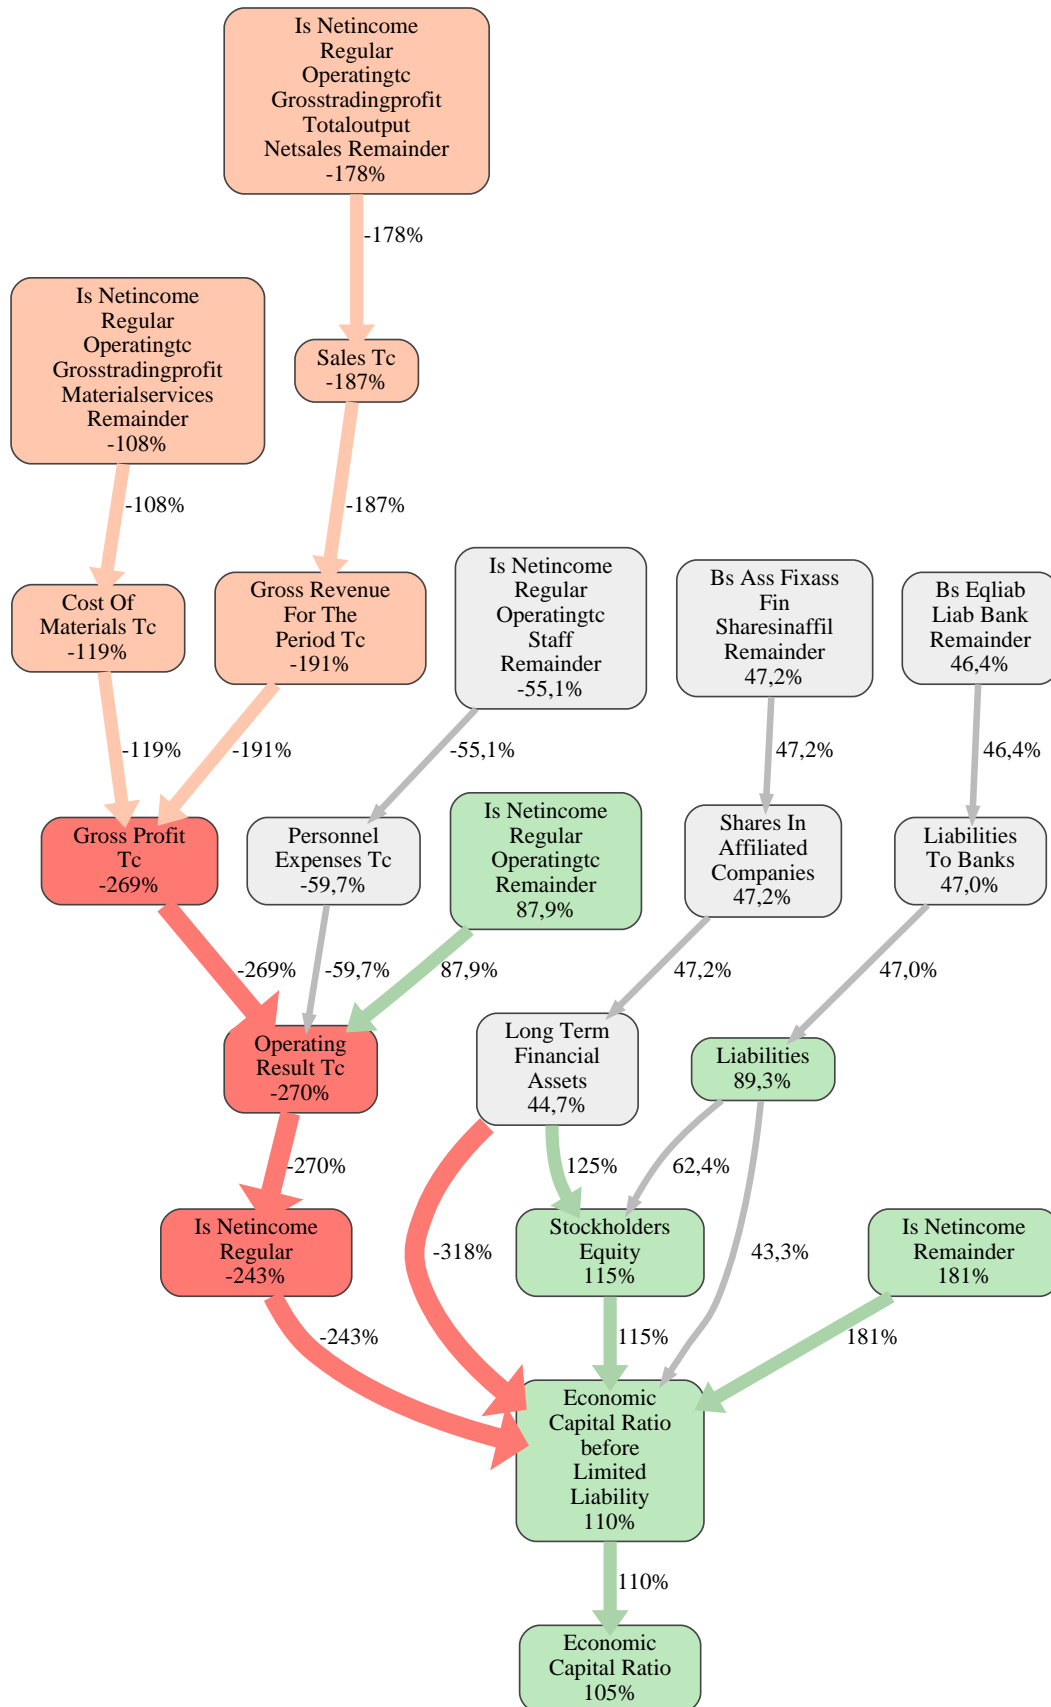 Is Netincome
Regular
Operatingtc
Grosstradingprofit
Totaloutput
Netsales Remainder
-178%
-178%
Is Netincome
Regular
Operatingtc
Grosstradingprofit
Materialservices
Remainder
-108%
Sales Tc
-187%
-108%
-187%
Cost Of
Materials Tc
-119%
Gross Revenue
For The
Period Tc
-191%
Is Netincome
Regular
Operatingtc
Staff
Remainder
-55,1%
Bs Ass Fixass
Fin
Sharesinaffil
Remainder
47,2%
Bs Eqliab
Liab Bank
Remainder
46,4%
-119%
-191%
-55,1%
47,2%
46,4%
Gross Profit
Tc
-269%
Personnel
Expenses Tc
-59,7%
Is Netincome
Regular
Operatingtc
Remainder
87,9%
Shares In
Affiliated
Companies
47,2%
Liabilities
To Banks
47,0%
-269%
-59,7%
87,9%
47,2%
47,0%
Operating
Result Tc
-270%
Long Term
Financial
Assets
44,7%
Liabilities
89,3%
-270%
125%
62,4%
Is Netincome
Regular
-243%
-318%
Stockholders
Equity
115%
43,3%
Is Netincome
Remainder
181%
-243%
115%
181%
Economic
Capital Ratio
before
Limited
Liability
110%
110%
Economic
Capital Ratio
105%